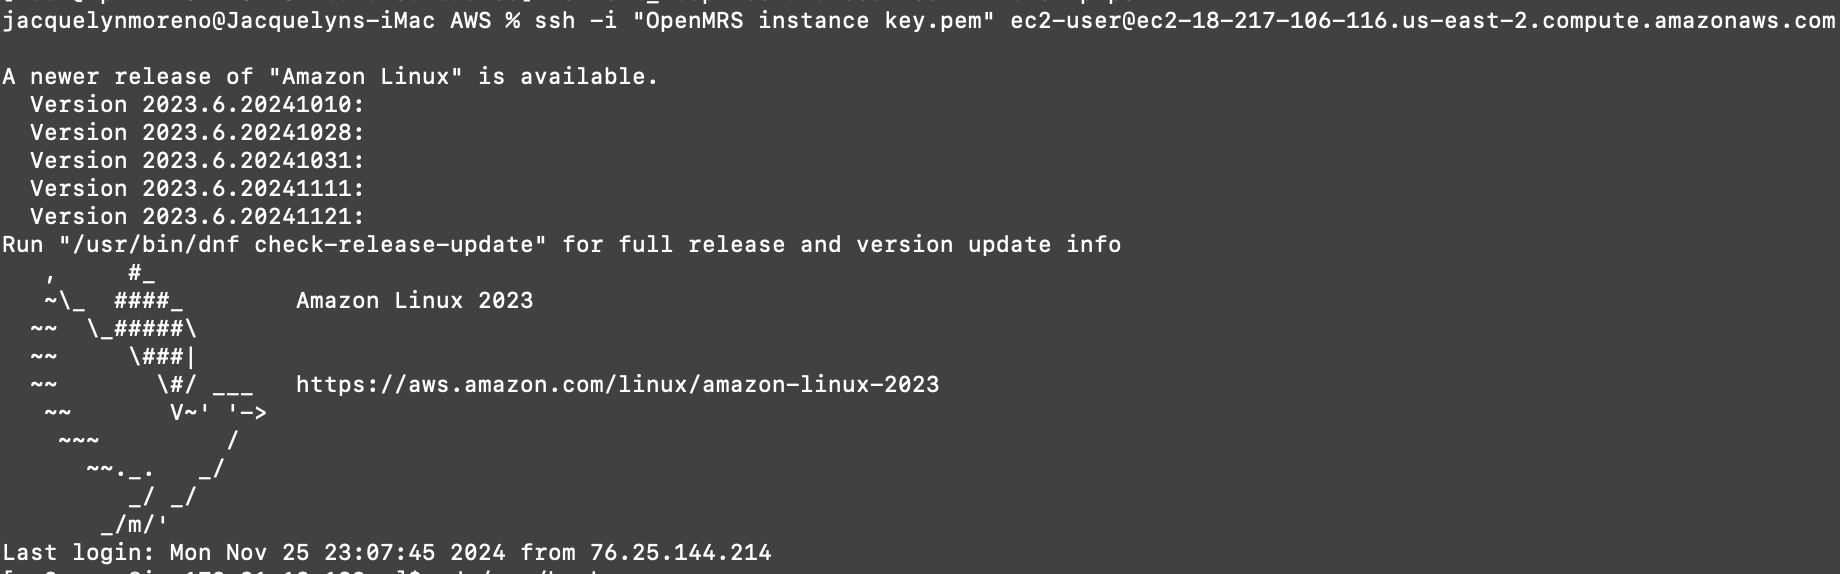 jacquelynmoreno@Jacquelyns-iMac AWS % ssh -i "OpenMRS instance key.pem" ec2-user@ec2-18-217-106-116.us-east-2.compute.amazonaws.com
A newer release of "Amazon Linux" is available.
  Version 2023.6.20241010:
  Version 2023.6.20241028:
  Version 2023.6.20241031:
  Version 2023.6.20241111:
  Version 2023.6.20241121:
Run "/usr/bin/dnf check-release-update" for full release and version update info
   ,     #_
   ~\_  ####_        Amazon Linux 2023
  ~~  \_#####\
  ~~     \###|
  ~~       \#/ ___   https://aws.amazon.com/linux/amazon-linux-2023
   ~~       V~' '->
    ~~~         /
      ~~._.   _/
         _/ _/
       _/m/'
Last login: Mon Nov 25 23:07:45 2024 from 76.25.144.214